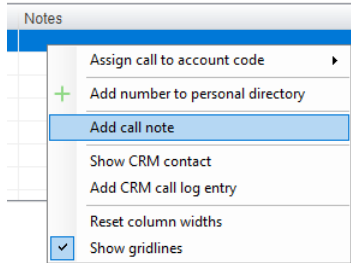 Notes
Assign call to account code
Add number to personal directory
Add call note
Show CRM contact
Add CRM call log entry
Reset column widths
Show gridlines